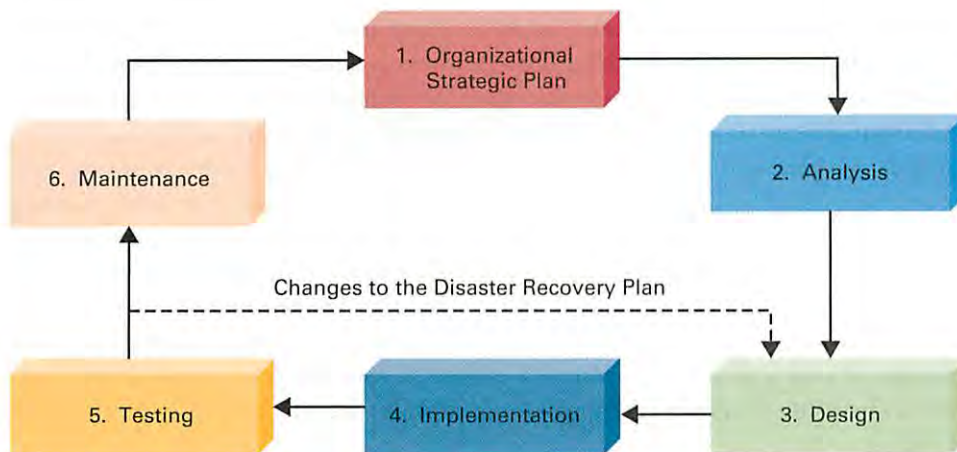 1. Organizational
Strategic Plan
6. Maintenance
2. Analysis
Changes to the Disaster Recovery Plan
5. Testing
4. Implementation
3. Design